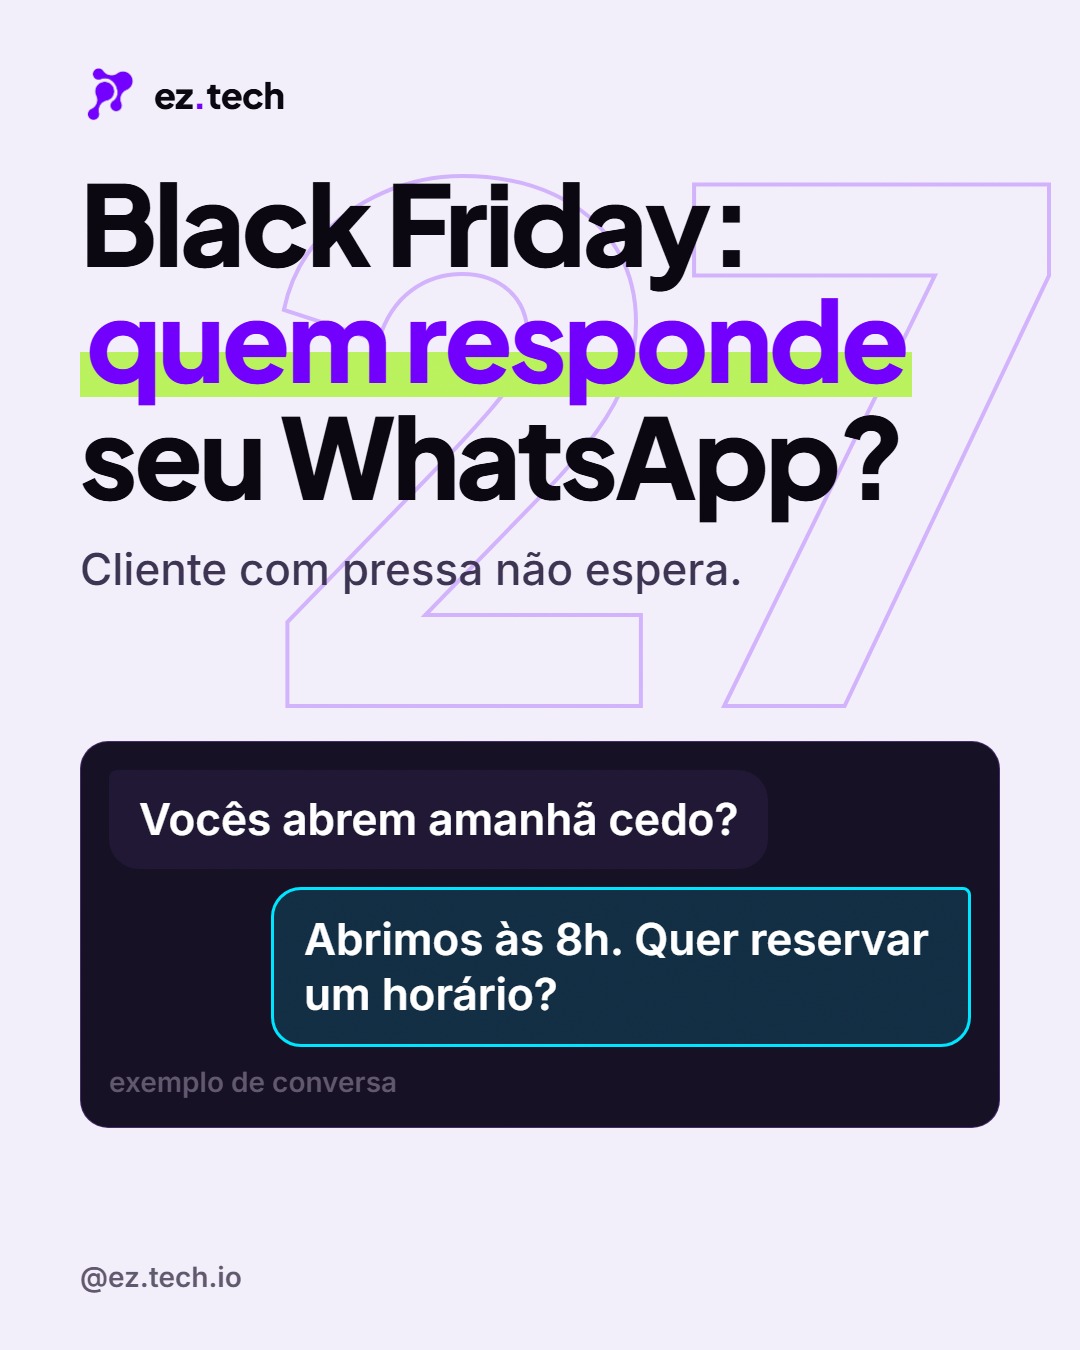 ez.tech
27
Black Friday:
quem responde
seu WhatsApp?
Cliente com pressa não espera.
Vocês abrem amanhã cedo?
Abrimos às 8h. Quer reservar
um horário?
exemplo de conversa
@ez.tech.io